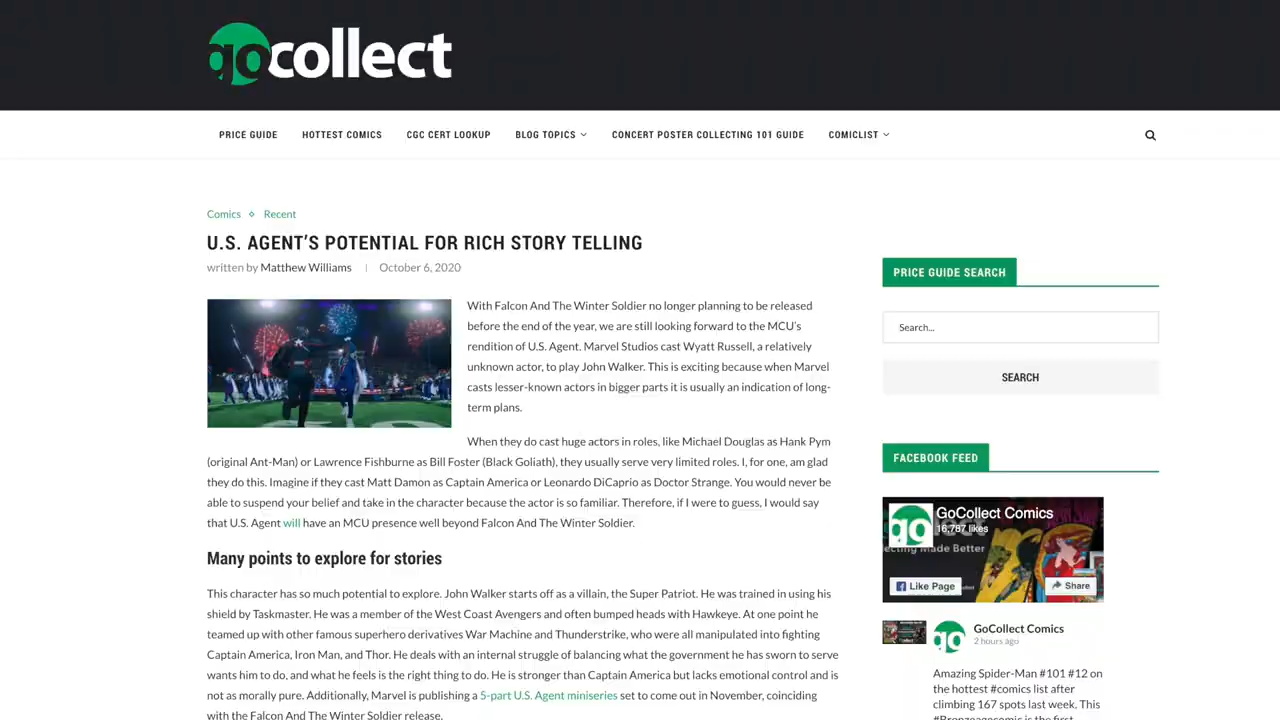 gocollect
PRICE GUIDE
HOTTEST COMICS
CGC CERT LOOKUP
BLOG TOPICS
CONCERT POSTER COLLECTING 101 GUIDE
COMICLIST
Comics ⋄ Recent
U.S. AGENT’S POTENTIAL FOR RICH STORY TELLING
written by Matthew Williams | October 6, 2020
With Falcon And The Winter Soldier no longer planning to be released
before the end of the year, we are still looking forward to the MCU’s
rendition of U.S. Agent. Marvel Studios cast Wyatt Russell, a relatively
unknown actor, to play John Walker. This is exciting because when Marvel
casts lesser-known actors in bigger parts it is usually an indication of long-
term plans.
When they do cast huge actors in roles, like Michael Douglas as Hank Pym
(original Ant-Man) or Lawrence Fishburne as Bill Foster (Black Goliath), they usually serve very limited roles. I, for one, am glad
they do this. Imagine if they cast Matt Damon as Captain America or Leonardo DiCaprio as Doctor Strange. You would never be
able to suspend your belief and take in the character because the actor is so familiar. Therefore, if I were to guess, I would say
that U.S. Agent will have an MCU presence well beyond Falcon And The Winter Soldier.
Many points to explore for stories
This character has so much potential to explore. John Walker starts off as a villain, the Super Patriot. He was trained in using his
shield by Taskmaster. He was a member of the West Coast Avengers and often bumped heads with Hawkeye. At one point he
teamed up with other famous superhero derivatives War Machine and Thunderstrike, who were all manipulated into fighting
Captain America, Iron Man, and Thor. He deals with an internal struggle of balancing what the government he has sworn to serve
wants him to do, and what he feels is the right thing to do. He is stronger than Captain America but lacks emotional control and is
not as morally pure. Additionally, Marvel is publishing a 5-part U.S. Agent miniseries set to come out in November, coinciding
with the Falcon And The Winter Soldier release.
PRICE GUIDE SEARCH
Search...
SEARCH
FACEBOOK FEED
go
GoCollect Comics
16,787 likes
ecting Made Better
Like Page
Share
go
GoCollect Comics
2 hours ago
Amazing Spider-Man #101 #12 on
the hottest #comics list after
climbing 167 spots last week. This
#Bronzeagecomic is the first